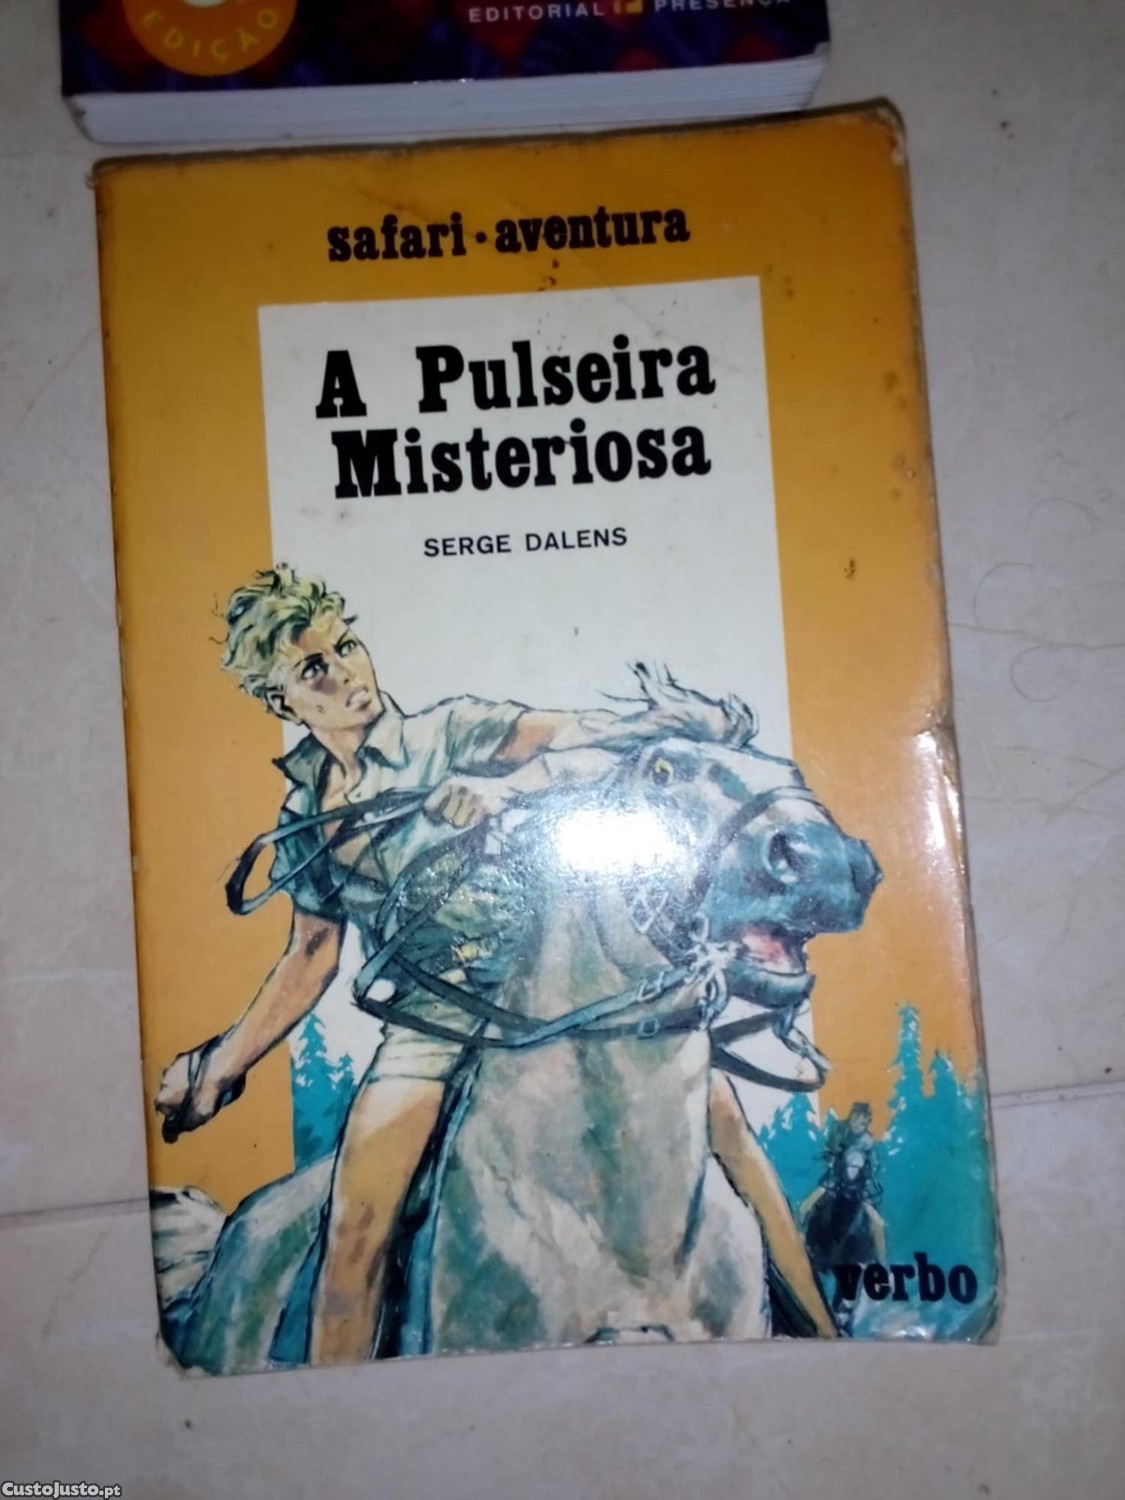 EDIÇÃO
EDITORIAL PRESENÇA
safari · aventura
A Pulseira
Misteriosa
SERGE DALENS
verbo
CustoJusto.pt